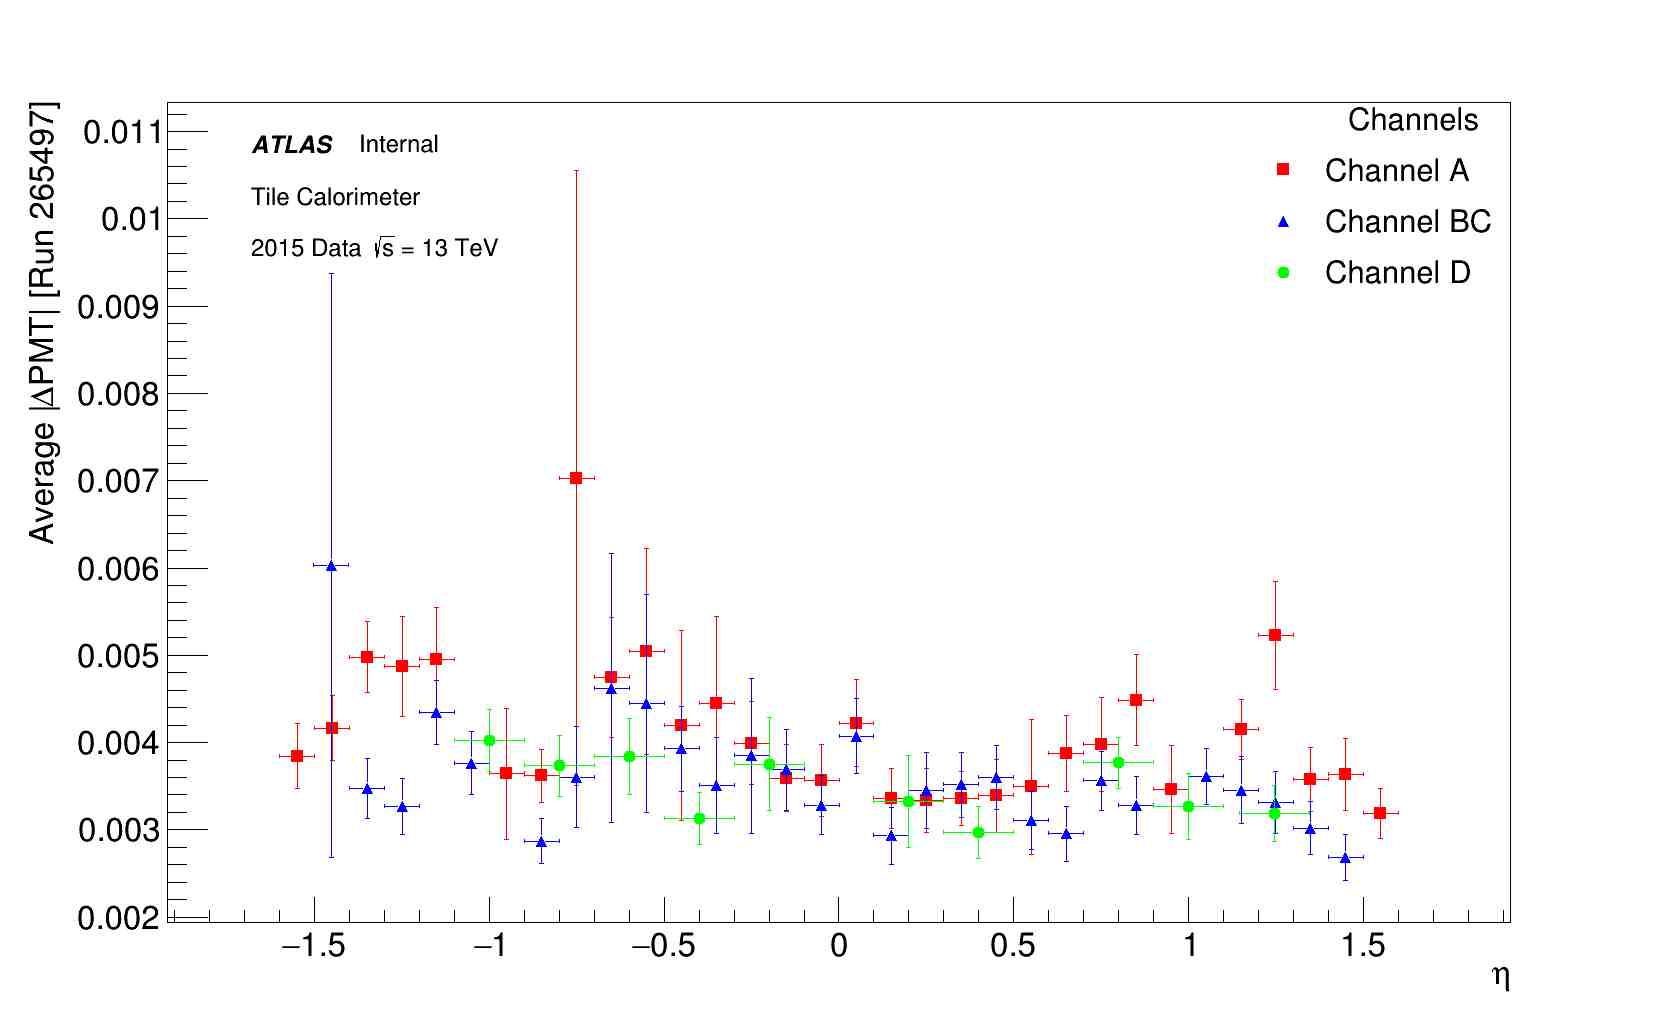 Average |ΔPMT| [Run 265497]
0.011
0.01
0.009
0.008
0.007
0.006
0.005
0.004
0.003
0.002
ATLAS Internal
Tile Calorimeter
2015 Data √s = 13 TeV
Channels
Channel A
Channel BC
Channel D
−1.5 −1 −0.5 0 0.5 1 1.5
η